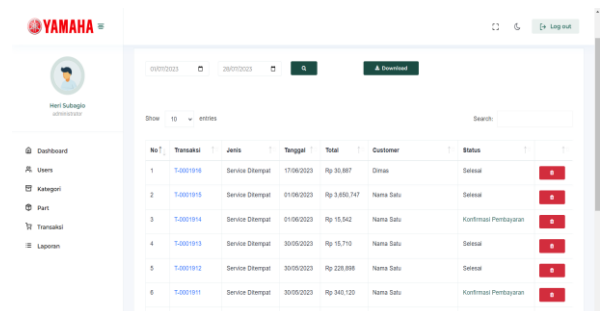 YAMAHA
Log out
Heri Subagio
administrator
Dashboard
Users
Kategori
Part
Transaksi
Laporan
01/07/2023
28/07/2023
Download
Show 10 entries
Search:
No Transaksi Jenis Tanggal Total Customer Status
1 T-0001916 Service Ditempat 17/06/2023 Rp 30,887 Dimas Selesai
2 T-0001915 Service Ditempat 01/06/2023 Rp 3,650,747 Nama Satu Selesai
3 T-0001914 Service Ditempat 01/06/2023 Rp 15,542 Nama Satu Konfirmasi Pembayaran
4 T-0001913 Service Ditempat 30/05/2023 Rp 15,710 Nama Satu Selesai
5 T-0001912 Service Ditempat 30/05/2023 Rp 229,898 Nama Satu Selesai
6 T-0001911 Service Ditempat 30/05/2023 Rp 340,120 Nama Satu Konfirmasi Pembayaran